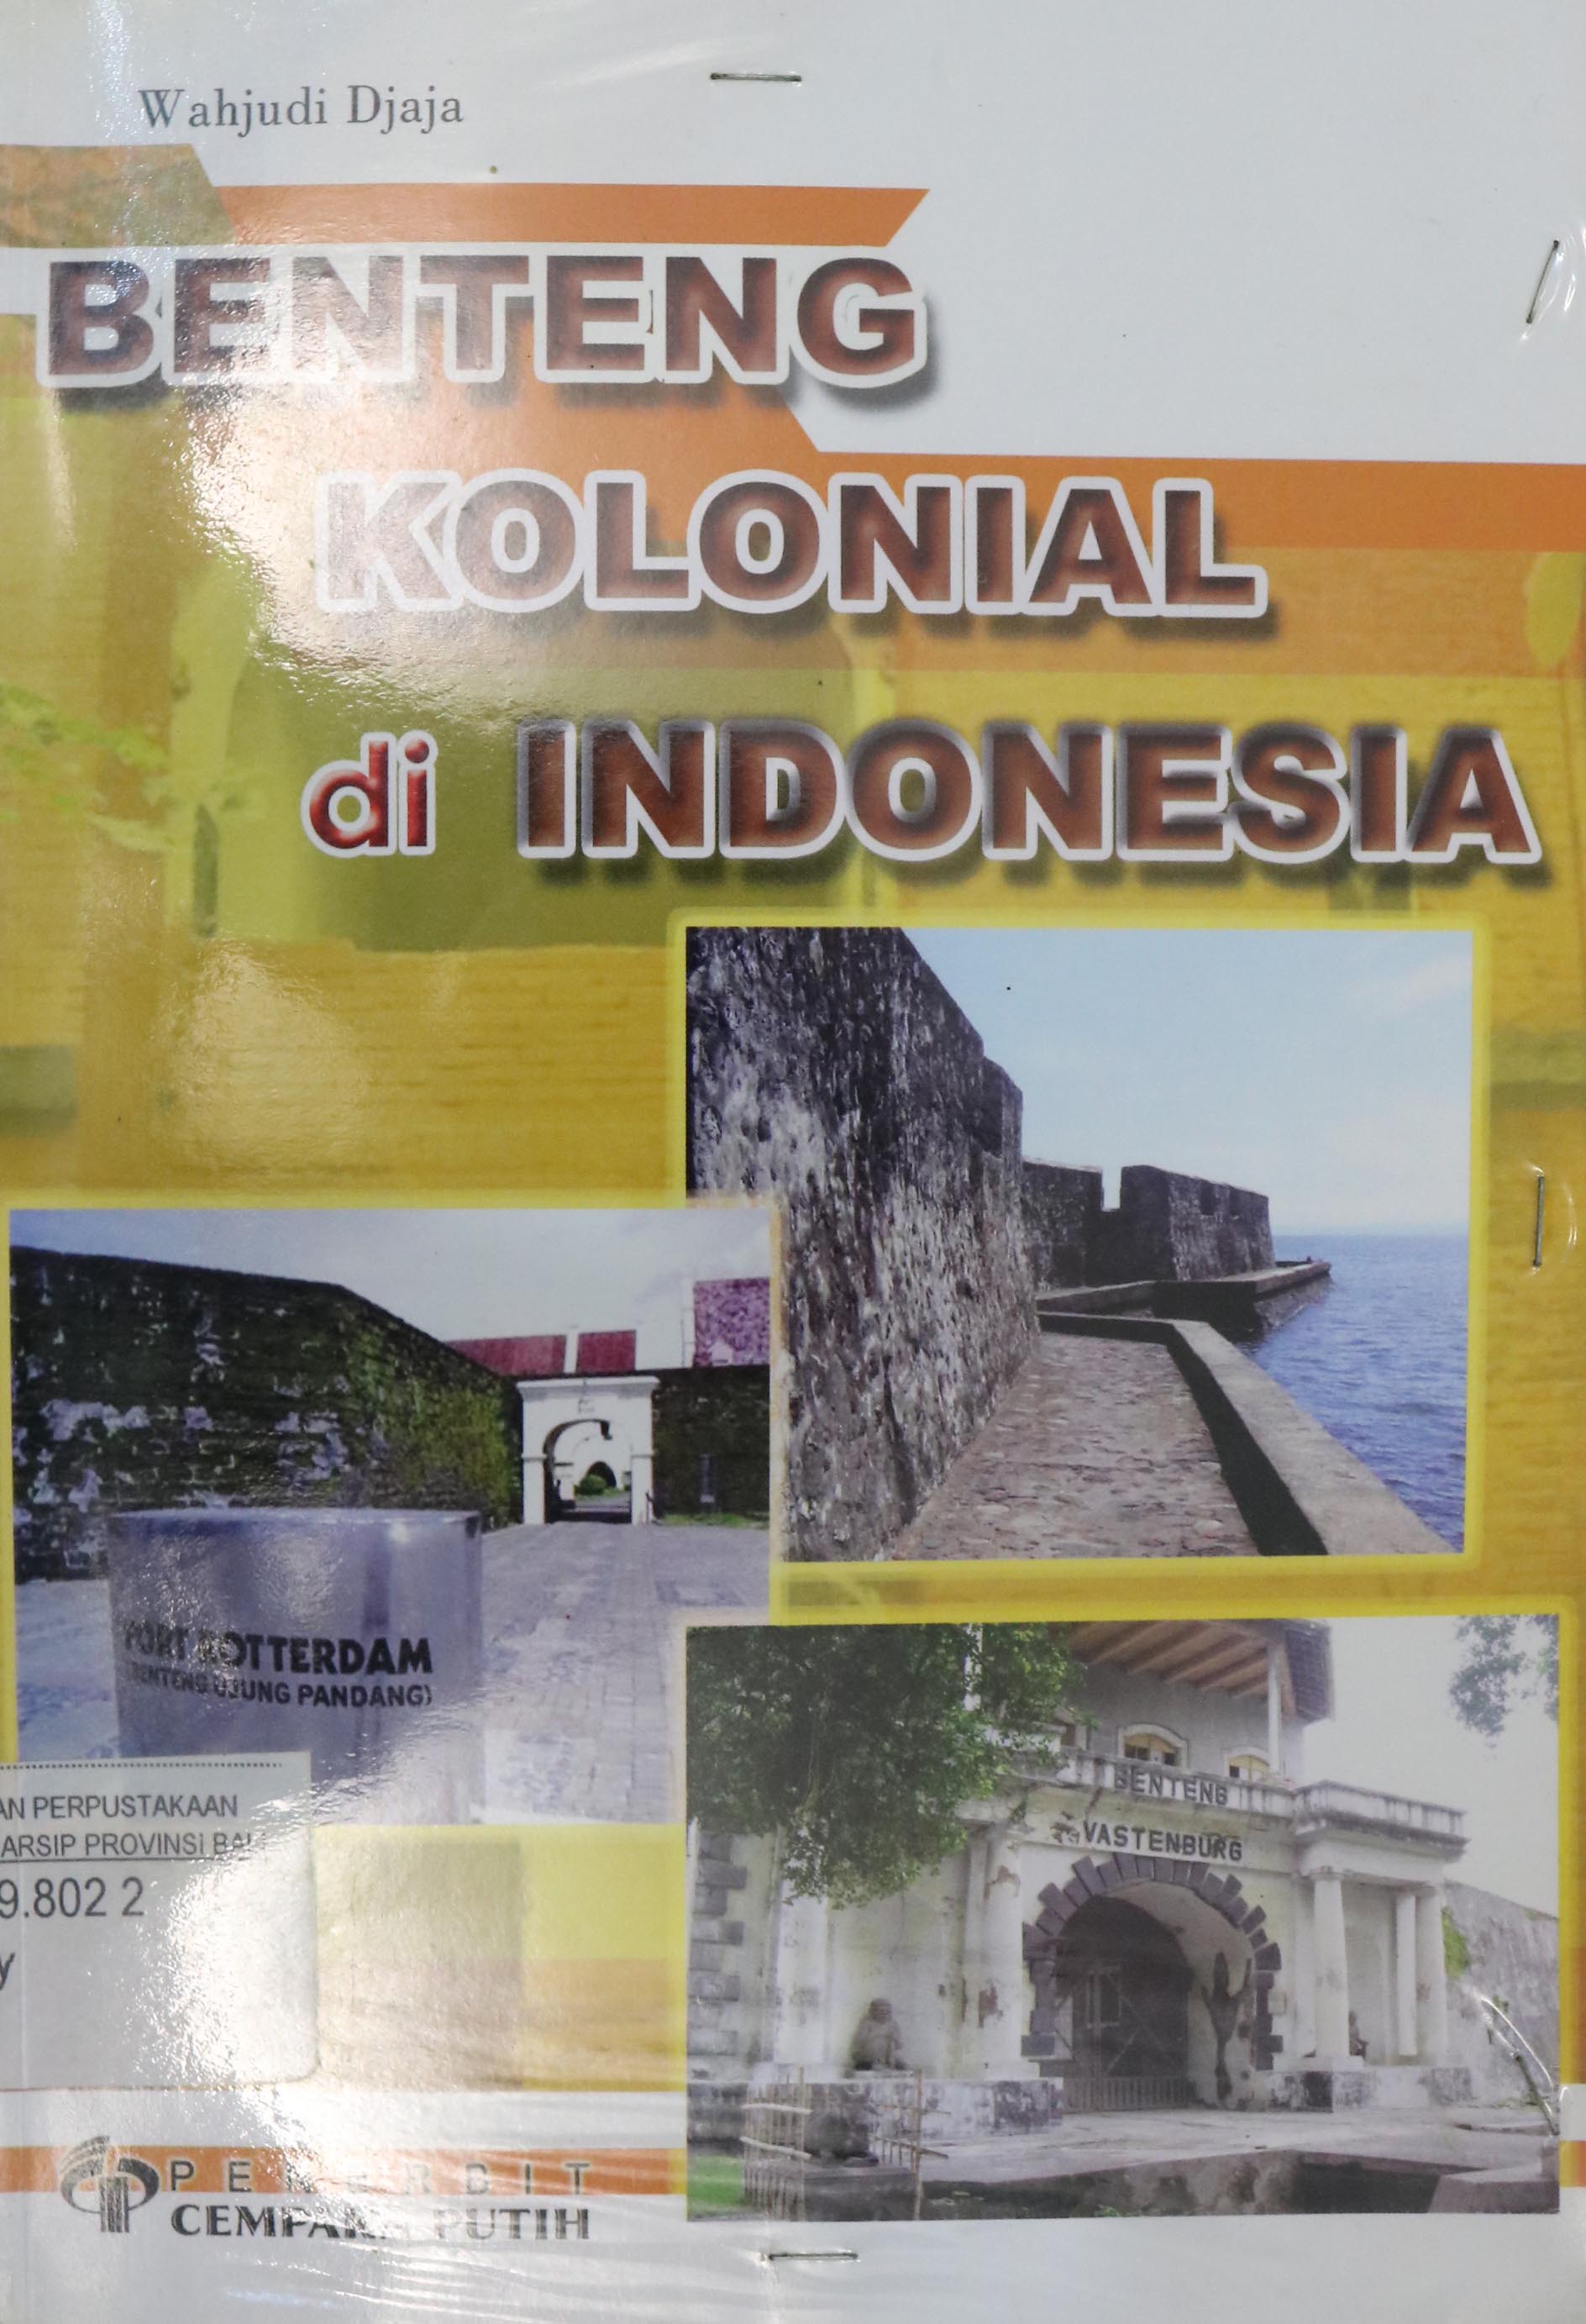 Wahjudi Djaja
BENTENG
KOLONIAL
di INDONESIA
FORT ROTTERDAM
(BENTENG UJUNG PANDANG)
BENTENG
VASTENBURG
AN PERPUSTAKAAN
ARSIP PROVINSI BALI
9.802 2
y
PENERBIT
CEMPAKA PUTIH